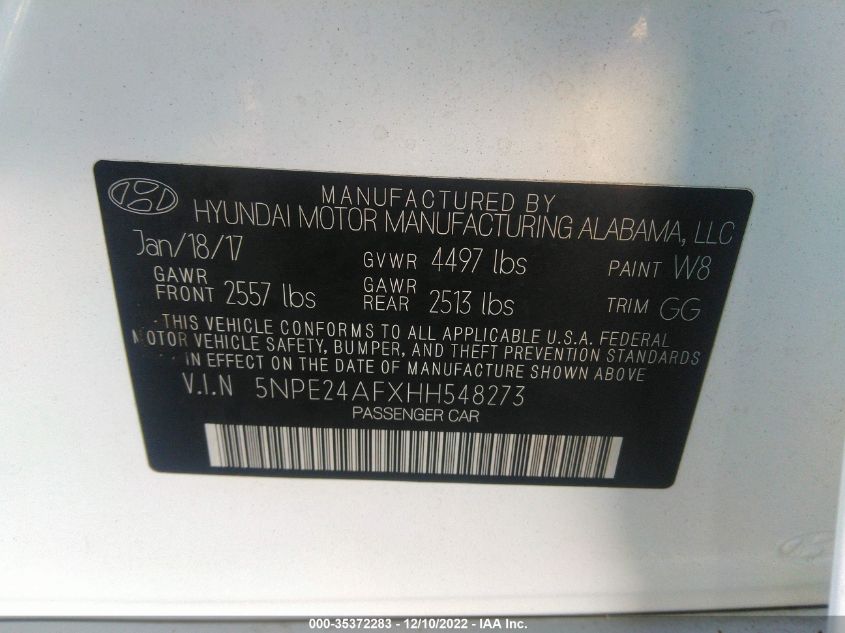 MANUFACTURED BY
HYUNDAI MOTOR MANUFACTURING ALABAMA, LLC
Jan/18/17 GVWR 4497 lbs PAINT W8
GAWR FRONT 2557 lbs GAWR REAR 2513 lbs TRIM GG
THIS VEHICLE CONFORMS TO ALL APPLICABLE U.S.A. FEDERAL
MOTOR VEHICLE SAFETY, BUMPER, AND THEFT PREVENTION STANDARDS
IN EFFECT ON THE DATE OF MANUFACTURE SHOWN ABOVE
V.I.N 5NPE24AFXHH548273
PASSENGER CAR
000-35372283 - 12/10/2022 - IAA Inc.